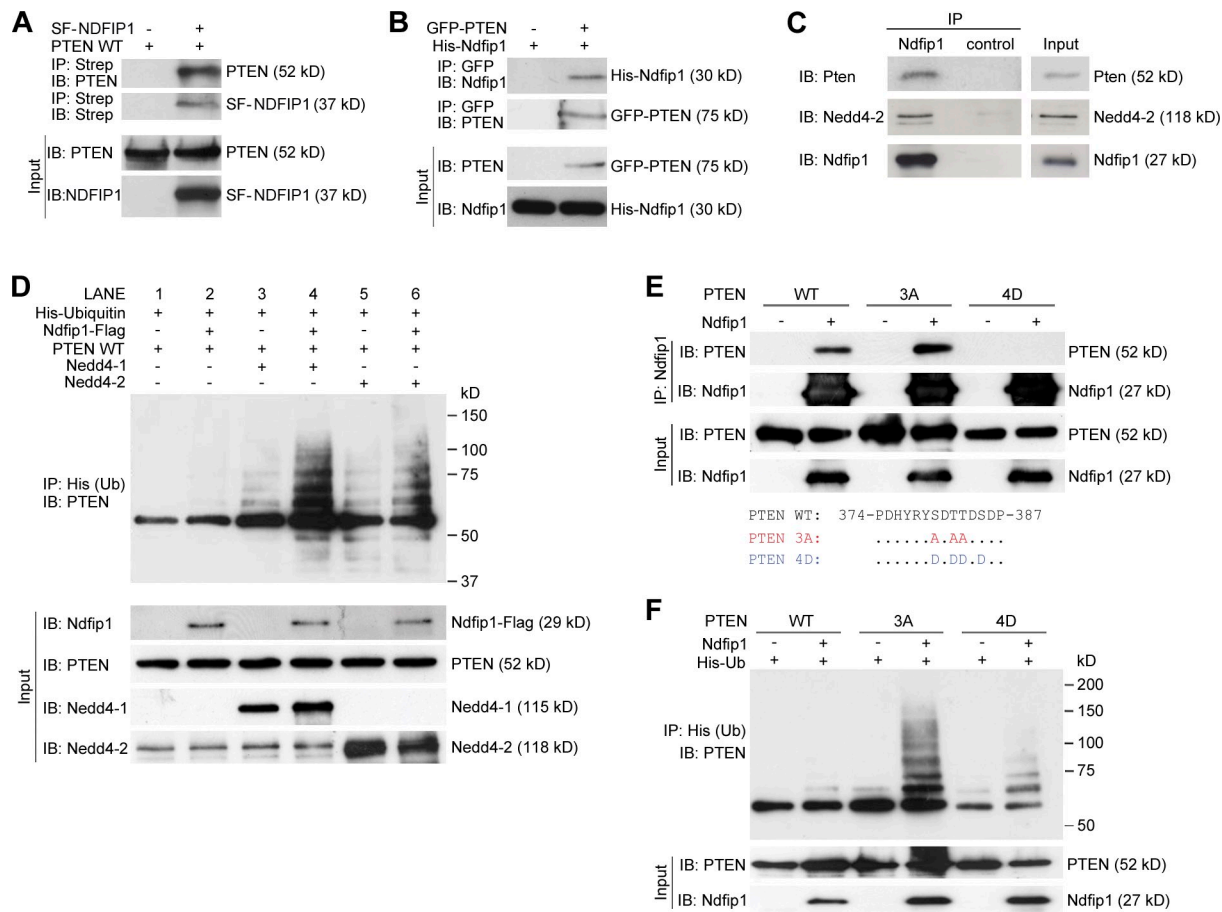 A
SF-NDFIP1 - +
PTEN WT + +
IP: Strep
IB: PTEN
PTEN (52 kD)
IP: Strep
IB: Strep
SF-NDFIP1 (37 kD)
Input
IB: PTEN
PTEN (52 kD)
IB:NDFIP1
SF-NDFIP1 (37 kD)
B
GFP-PTEN - +
His-Ndfip1 + +
IP: GFP
IB: Ndfip1
His-Ndfip1 (30 kD)
IP: GFP
IB: PTEN
GFP-PTEN (75 kD)
Input
IB: PTEN
GFP-PTEN (75 kD)
IB: Ndfip1
His-Ndfip1 (30 kD)
C
IP
Ndfip1 control Input
IB: Pten
Pten (52 kD)
IB: Nedd4-2
Nedd4-2 (118 kD)
IB: Ndfip1
Ndfip1 (27 kD)
D
LANE 1 2 3 4 5 6
His-Ubiquitin + + + + + +
Ndfip1-Flag - + - + - +
PTEN WT + + + + + +
Nedd4-1 - - + + - -
Nedd4-2 - - - - + +
kD
150
100
75
50
37
IP: His (Ub)
IB: PTEN
Input
IB: Ndfip1
Ndfip1-Flag (29 kD)
IB: PTEN
PTEN (52 kD)
IB: Nedd4-1
Nedd4-1 (115 kD)
IB: Nedd4-2
Nedd4-2 (118 kD)
E
PTEN WT 3A 4D
Ndfip1 - + - + - +
IP: Ndfip1
IB: PTEN
PTEN (52 kD)
IB: Ndfip1
Ndfip1 (27 kD)
Input
IB: PTEN
PTEN (52 kD)
IB: Ndfip1
Ndfip1 (27 kD)
PTEN WT: 374-PDHYRYSDTTDSDP-387
PTEN 3A: ......A.AA....
PTEN 4D: ......D.DD.D..
F
PTEN WT 3A 4D
Ndfip1 - + - + - +
His-Ub + + + + + +
kD
200
150
100
75
50
IP: His (Ub)
IB: PTEN
Input
IB: PTEN
PTEN (52 kD)
IB: Ndfip1
Ndfip1 (27 kD)